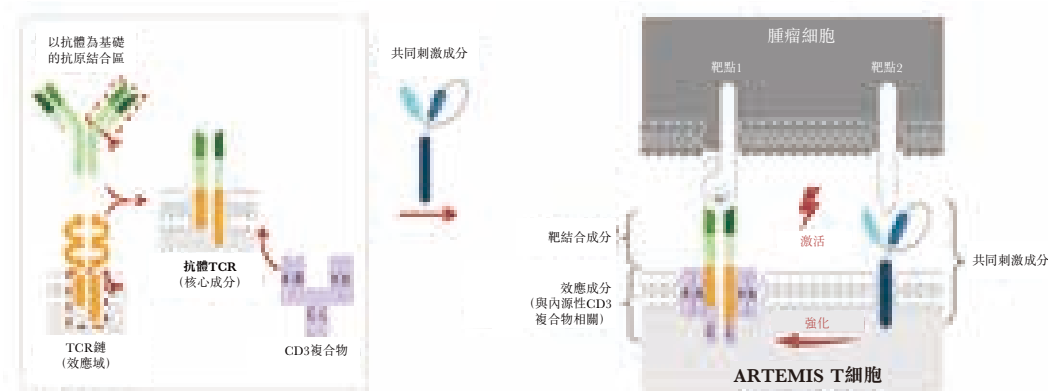 以抗體為基礎
的抗原結合區
共同刺激成分
抗體TCR
(核心成分)
TCR鏈
(效應域)
CD3複合物
腫瘤細胞
靶點1
靶點2
激活
靶結合成分
共同刺激成分
效應成分
(與內源性CD3
複合物相關)
強化
ARTEMIS T細胞